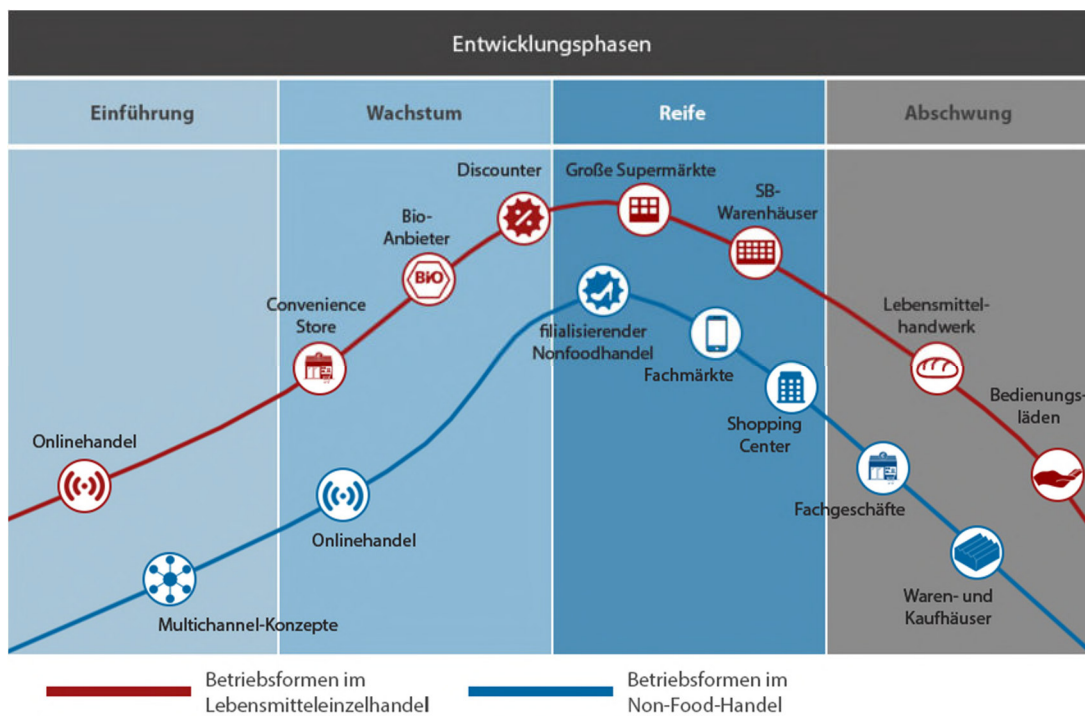 Entwicklungsphasen
Einführung
Wachstum
Reife
Abschwung
Discounter
Große Supermärkte
SB-
Warenhäuser
Bio-
Anbieter
BIO
Convenience
Store
filialisierender
Nonfoodhandel
Fachmärkte
Lebensmittel-
handwerk
Bedienungs-
läden
Shopping
Center
Onlinehandel
Onlinehandel
Fachgeschäfte
Multichannel-Konzepte
Waren- und
Kaufhäuser
Betriebsformen im
Lebensmitteleinzelhandel
Betriebsformen im
Non-Food-Handel